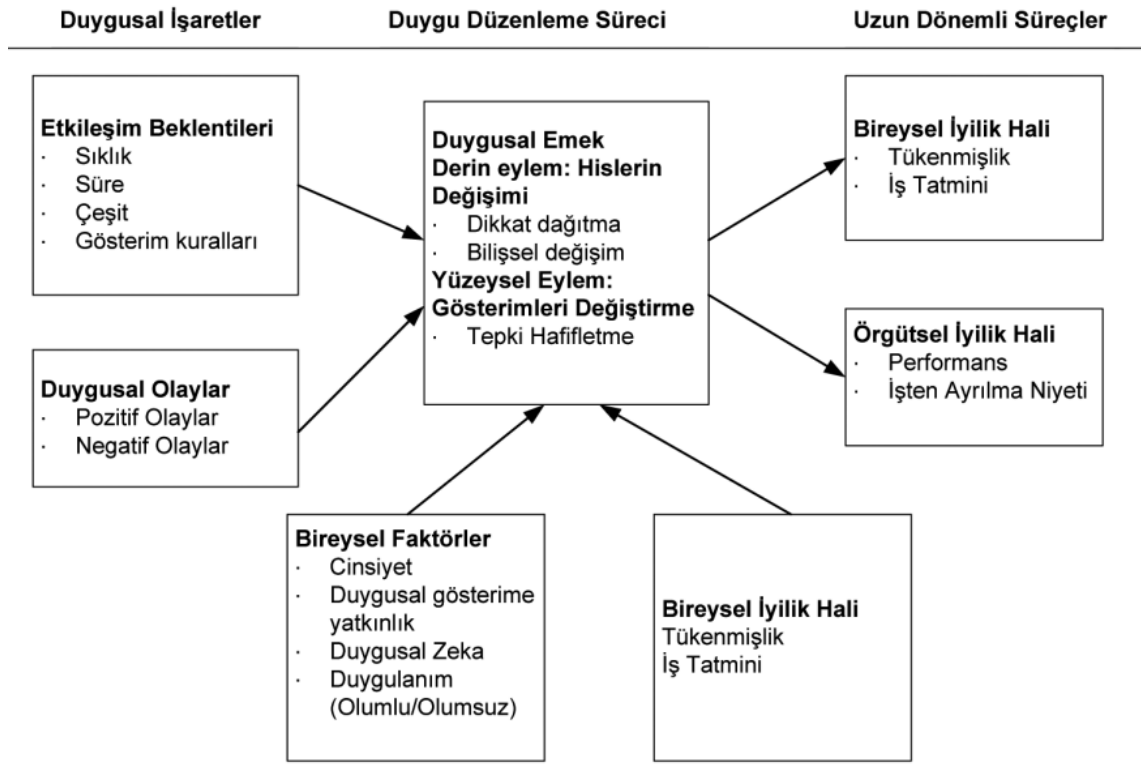 Duygusal İşaretler
Duygu Düzenleme Süreci
Uzun Dönemli Süreçler
Etkileşim Beklentileri
· Sıklık
· Süre
· Çeşit
· Gösterim kuralları
Duygusal Olaylar
· Pozitif Olaylar
· Negatif Olaylar
Duygusal Emek
Derin eylem: Hislerin
Değişimi
· Dikkat dağıtma
· Bilişsel değişim
Yüzeysel Eylem:
Gösterimleri Değiştirme
· Tepki Hafifletme
Bireysel İyilik Hali
· Tükenmişlik
· İş Tatmini
Örgütsel İyilik Hali
· Performans
· İşten Ayrılma Niyeti
Bireysel Faktörler
· Cinsiyet
· Duygusal gösterime
yatkınlık
· Duygusal Zeka
· Duygulanım
(Olumlu/Olumsuz)
Bireysel İyilik Hali
Tükenmişlik
İş Tatmini